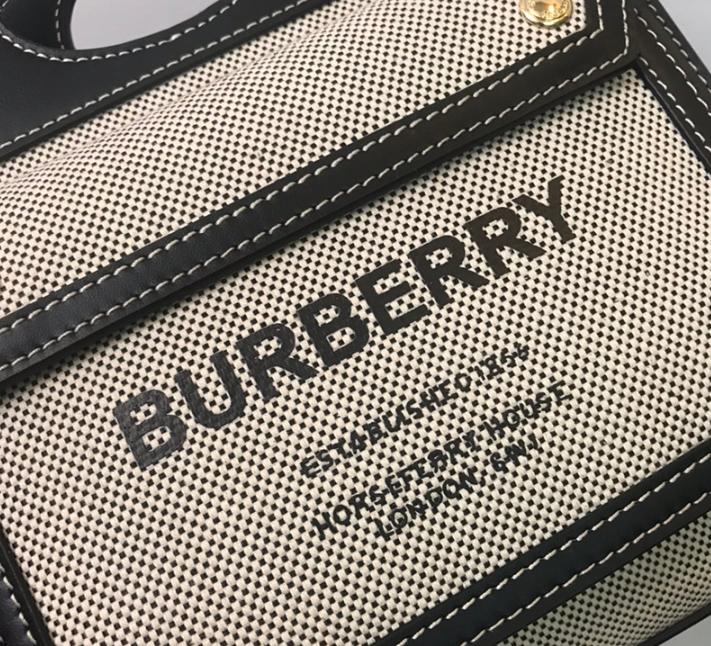 BURBERRY
ESTABLISHED 1856
HORSEFERRY HOUSE
LONDON, SW1